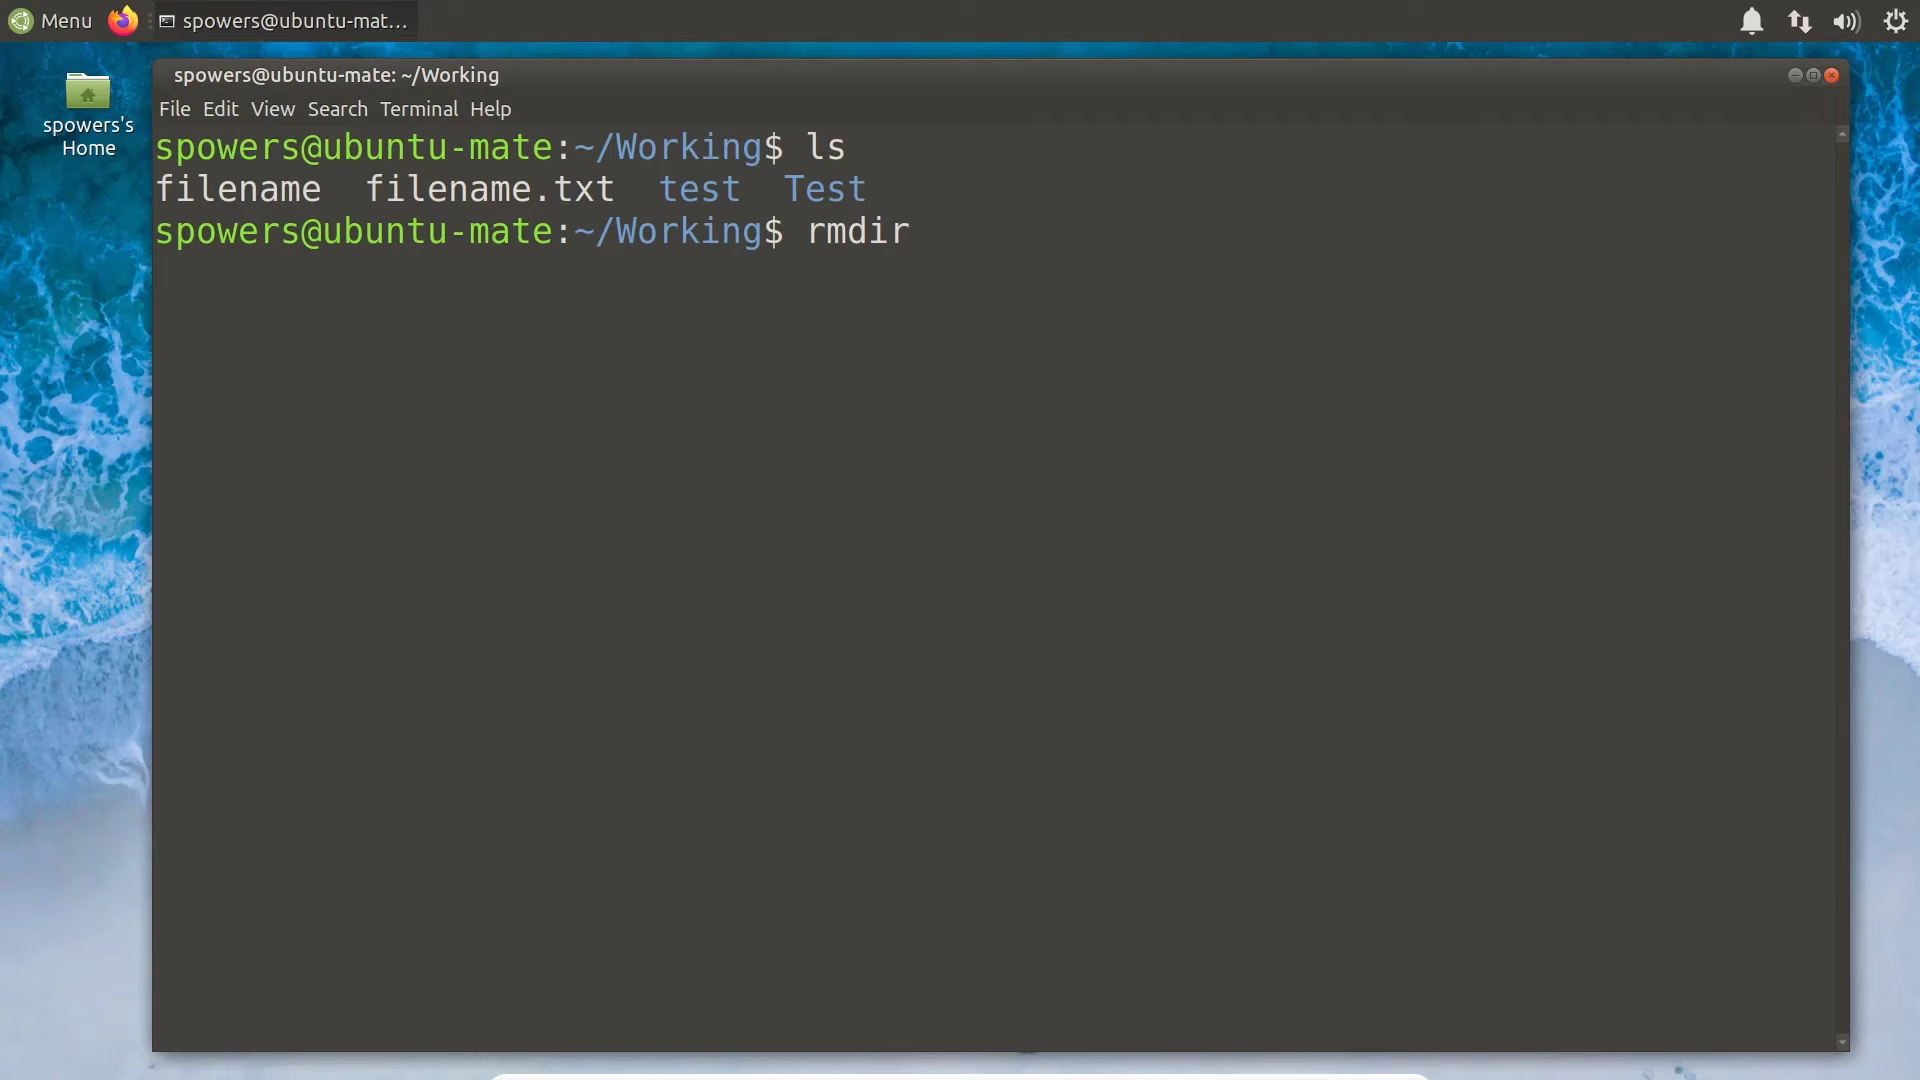 Menu spowers@ubuntu-mat...
spowers's
Home
spowers@ubuntu-mate: ~/Working
File Edit View Search Terminal Help
spowers@ubuntu-mate:~/Working$ ls
filename  filename.txt  test  Test
spowers@ubuntu-mate:~/Working$ rmdir